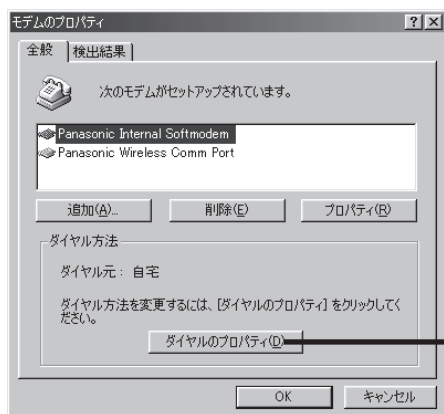 モデムのプロパティ
全般
検出結果
次のモデムがセットアップされています。
Panasonic Internal Softmodem
Panasonic Wireless Comm Port
追加(A)...
削除(E)
プロパティ(R)
ダイヤル方法
ダイヤル元： 自宅
ダイヤル方法を変更するには、[ダイヤルのプロパティ] をクリックしてく
ださい。
ダイヤルのプロパティ(D)
OK
キャンセル